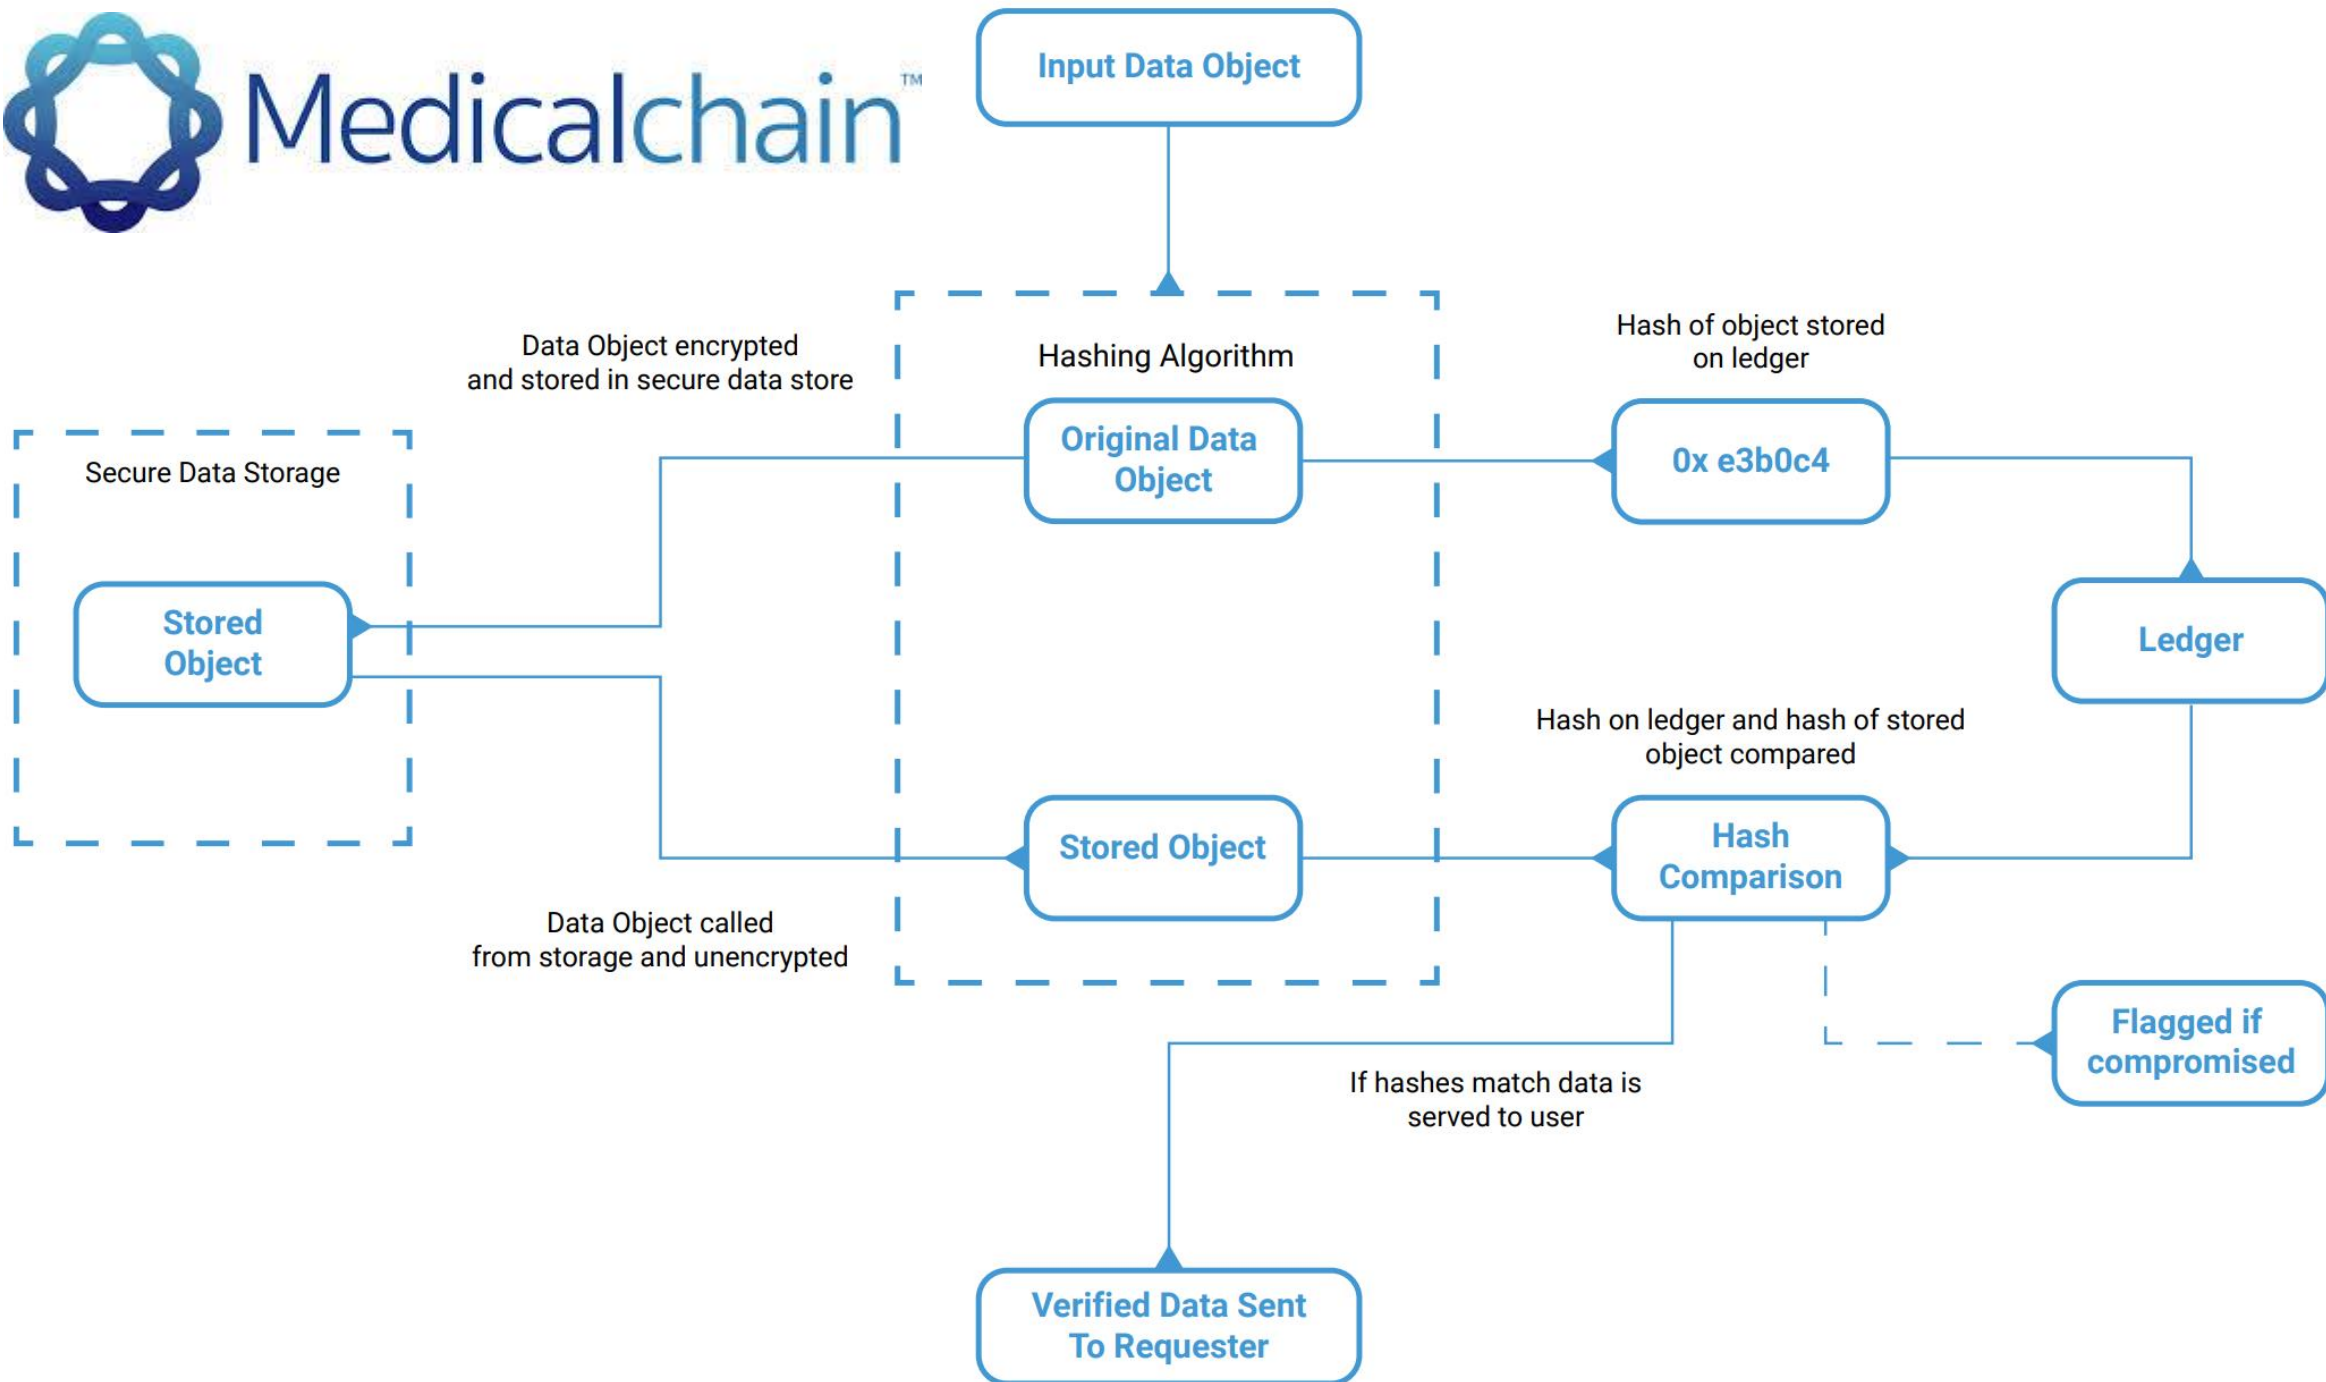 Medicalchain™
Input Data Object
Data Object encrypted
and stored in secure data store
Hashing Algorithm
Hash of object stored
on ledger
Original Data
Object
0x e3b0c4
Secure Data Storage
Stored
Object
Ledger
Hash on ledger and hash of stored
object compared
Stored Object
Hash
Comparison
Data Object called
from storage and unencrypted
Flagged if
compromised
If hashes match data is
served to user
Verified Data Sent
To Requester